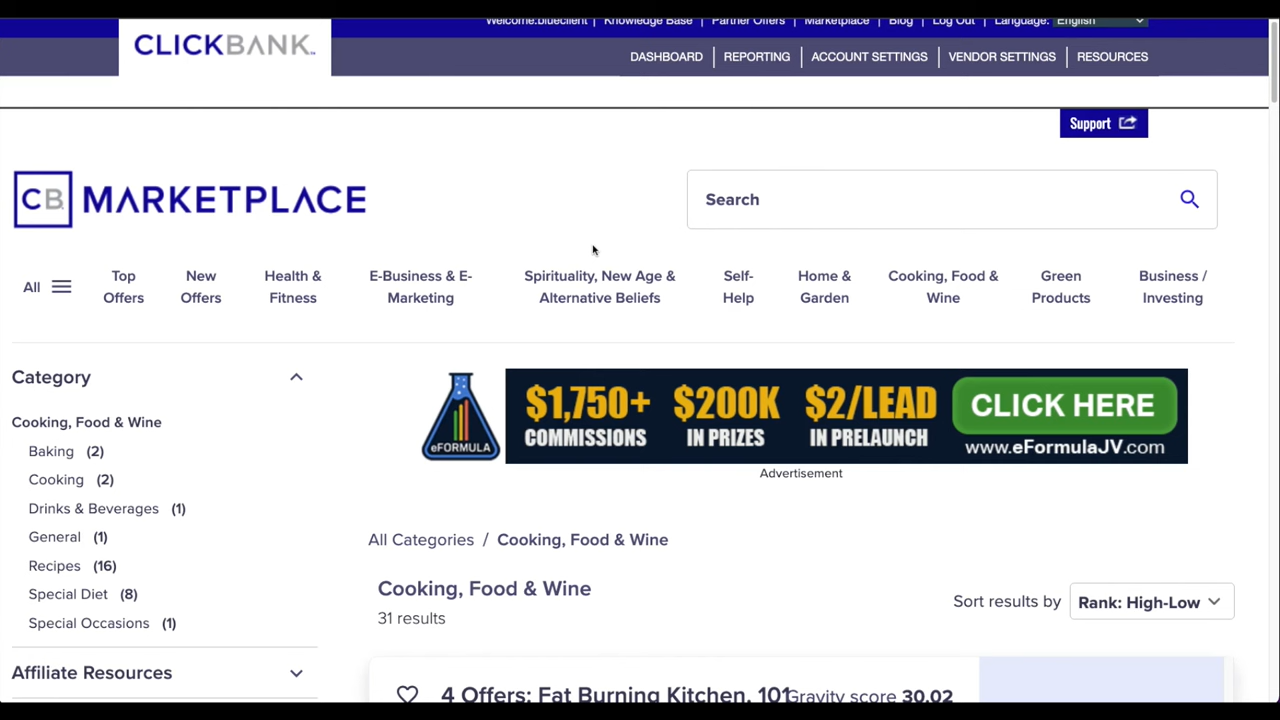 Welcome:blueclient | Knowledge Base | Partner Offers | Marketplace | Blog | Log Out | Language: English
CLICKBANK
DASHBOARD | REPORTING | ACCOUNT SETTINGS | VENDOR SETTINGS | RESOURCES
Support
CB MARKETPLACE
Search
All
Top Offers
New Offers
Health & Fitness
E-Business & E-Marketing
Spirituality, New Age & Alternative Beliefs
Self-Help
Home & Garden
Cooking, Food & Wine
Green Products
Business / Investing
Category
Cooking, Food & Wine
Baking (2)
Cooking (2)
Drinks & Beverages (1)
General (1)
Recipes (16)
Special Diet (8)
Special Occasions (1)
Affiliate Resources
eFORMULA
$1,750+ COMMISSIONS
$200K IN PRIZES
$2/LEAD IN PRELAUNCH
CLICK HERE
www.eFormulaJV.com
Advertisement
All Categories / Cooking, Food & Wine
Cooking, Food & Wine
31 results
Sort results by Rank: High-Low
4 Offers: Fat Burning Kitchen, 101
Gravity score 30.02